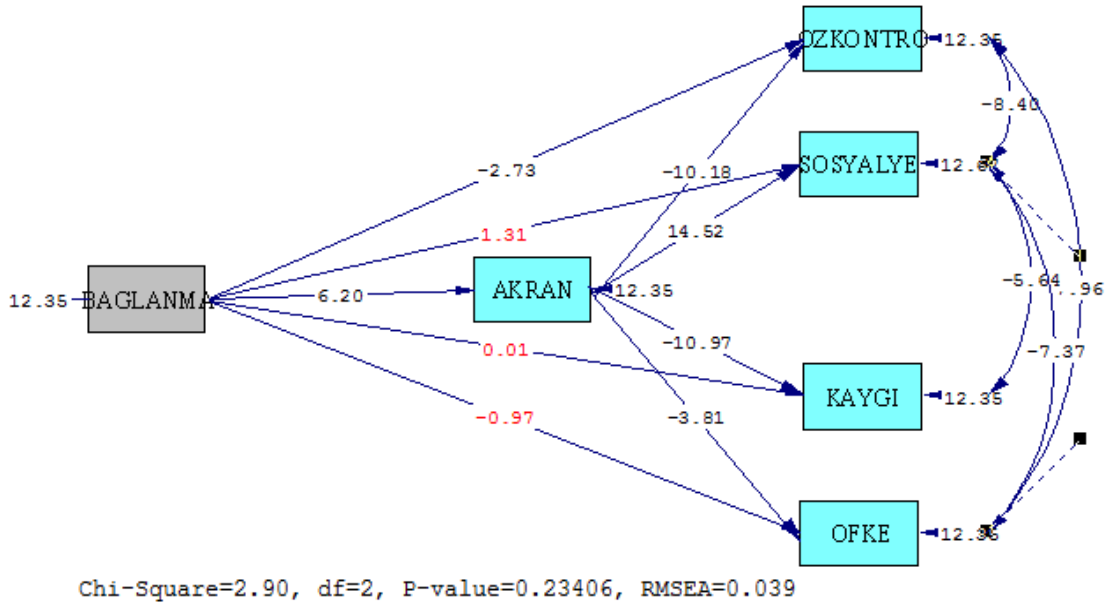 OZKONTRO
12.35
-8.40
-2.73
-10.18
SOSYALYE
1.31
14.52
12.35
BAGLANMA
6.20
AKRAN
12.35
-5.64
0.01
-10.97
-7.37
KAYGI
12.35
-0.97
-3.81
OFKE
Chi-Square=2.90, df=2, P-value=0.23406, RMSEA=0.039